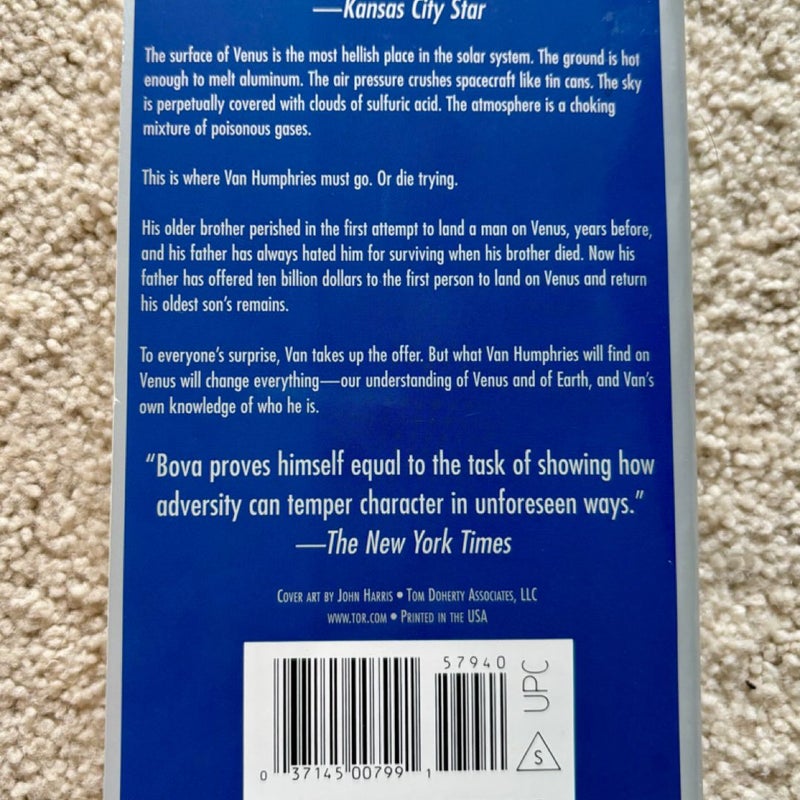 —Kansas City Star
The surface of Venus is the most hellish place in the solar system. The ground is hot
enough to melt aluminum. The air pressure crushes spacecraft like tin cans. The sky
is perpetually covered with clouds of sulfuric acid. The atmosphere is a choking
mixture of poisonous gases.
This is where Van Humphries must go. Or die trying.
His older brother perished in the first attempt to land a man on Venus, years before,
and his father has always hated him for surviving when his brother died. Now his
father has offered ten billion dollars to the first person to land on Venus and return
his oldest son's remains.
To everyone's surprise, Van takes up the offer. But what Van Humphries will find on
Venus will change everything—our understanding of Venus and of Earth, and Van's
own knowledge of who he is.
“Bova proves himself equal to the task of showing how
adversity can temper character in unforeseen ways.”
—The New York Times
Cover art by John Harris • Tom Doherty Associates, LLC
www.tor.com • Printed in the USA
57940
UPC
S
0 37145 00799 1